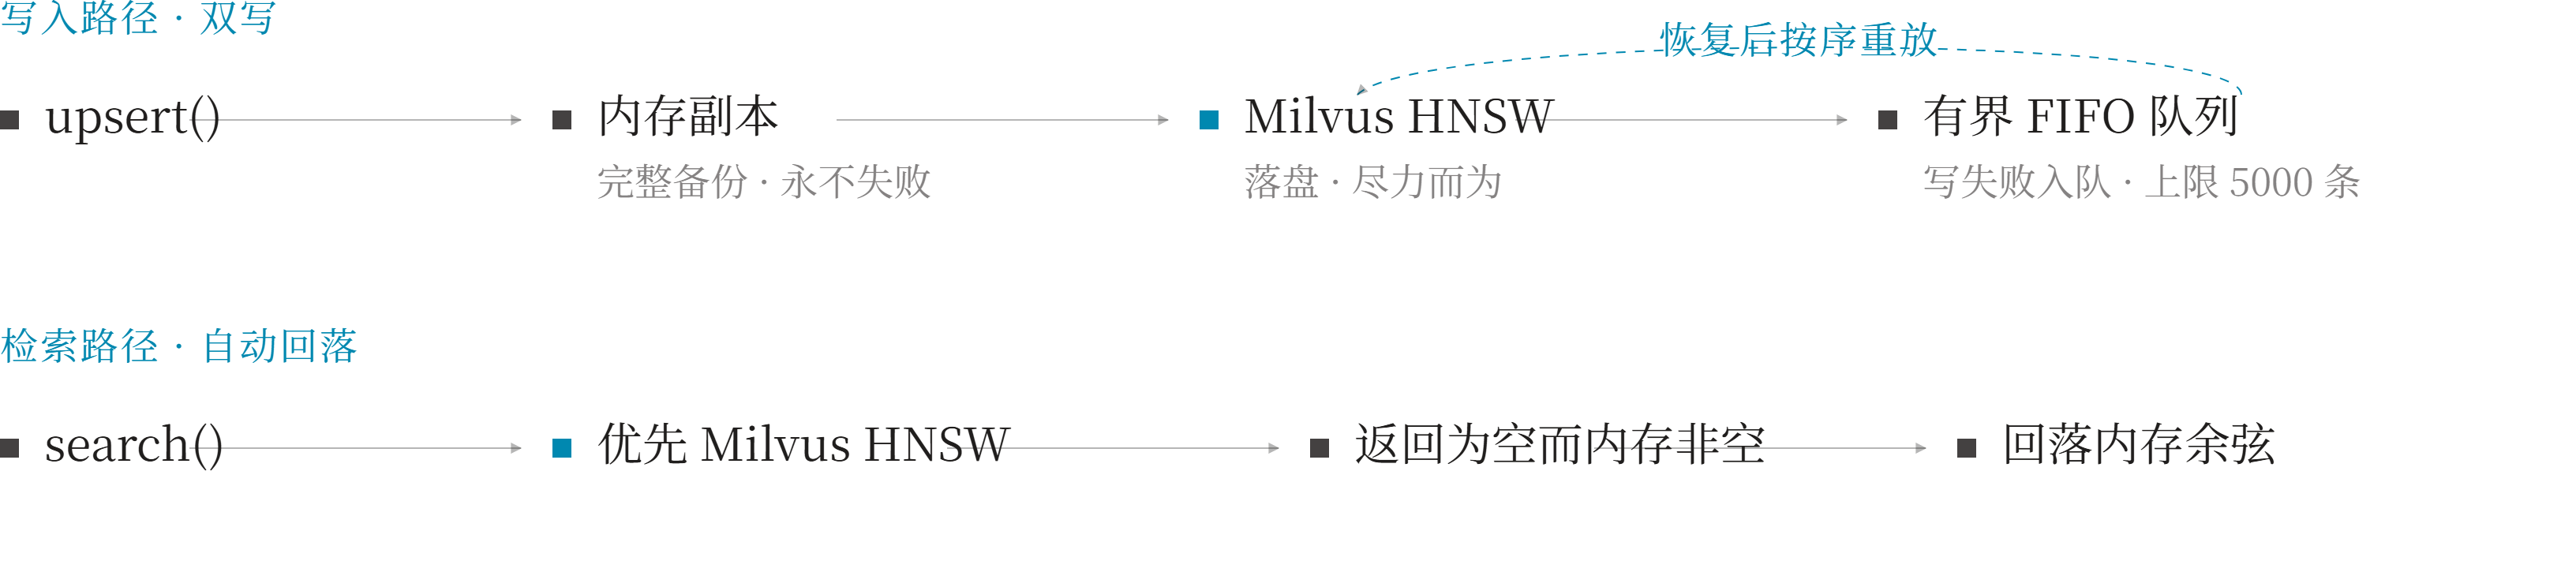 写入路径 · 双写
恢复后按序重放
upsert() 内存副本 Milvus HNSW 有界 FIFO 队列
完整备份 · 永不失败 落盘 · 尽力而为 写失败入队 · 上限 5000 条
检索路径 · 自动回落
search() 优先 Milvus HNSW 返回为空而内存非空 回落内存余弦